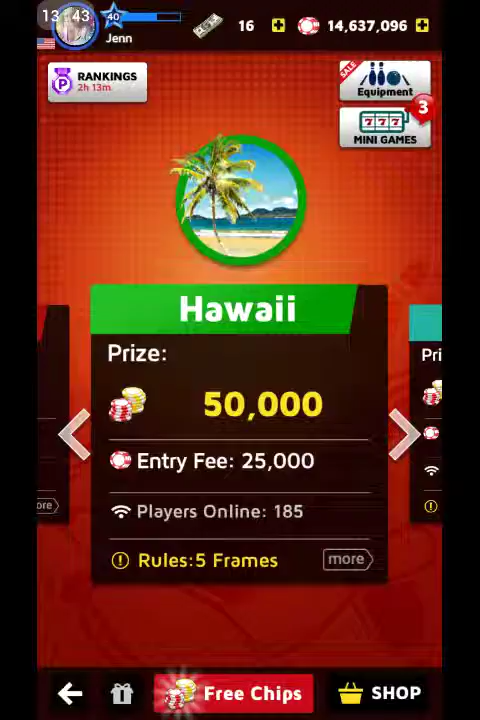 13 43
40
Jenn
16
14,637,096
RANKINGS
2h 13m
P
SALE
Equipment
3
777
MINI GAMES
Hawaii
Prize:
50,000
Entry Fee: 25,000
Players Online: 185
Rules:5 Frames
more
ore
Pri
Free Chips
SHOP